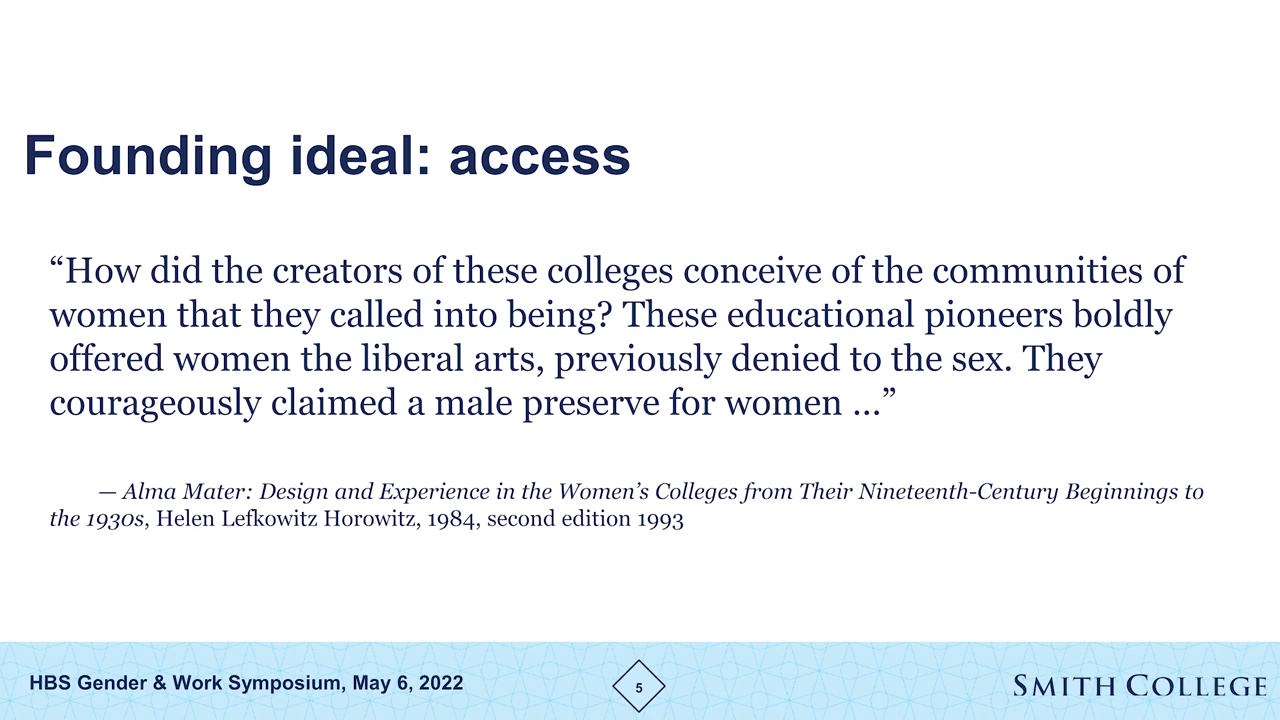 Founding ideal: access
“How did the creators of these colleges conceive of the communities of
women that they called into being? These educational pioneers boldly
offered women the liberal arts, previously denied to the sex. They
courageously claimed a male preserve for women ...”
— Alma Mater: Design and Experience in the Women’s Colleges from Their Nineteenth-Century Beginnings to
the 1930s, Helen Lefkowitz Horowitz, 1984, second edition 1993
HBS Gender & Work Symposium, May 6, 2022
5
SMITH COLLEGE